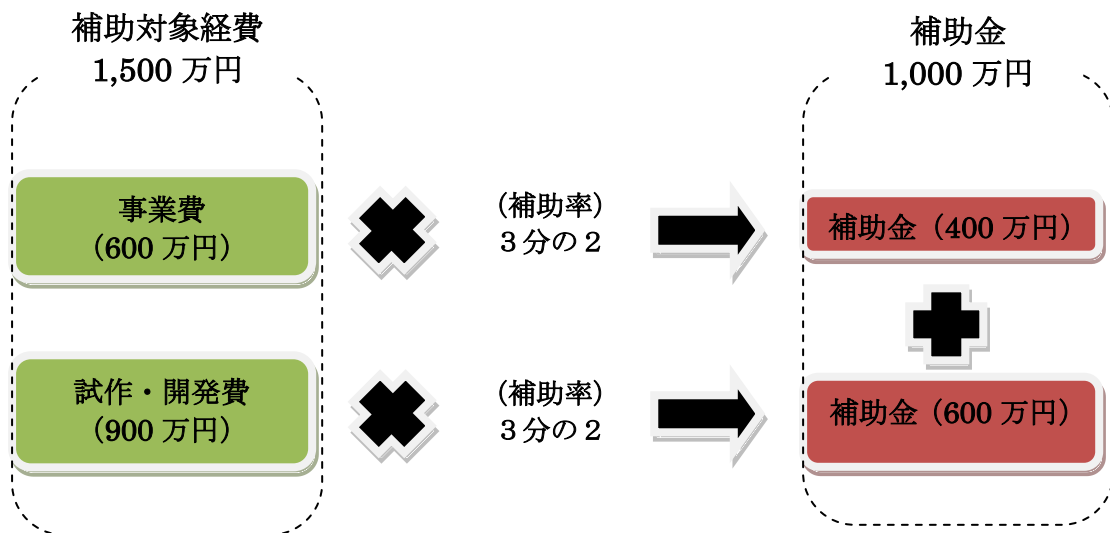 補助対象経費
1,500 万円
補助金
1,000 万円
事業費
（600 万円）
（補助率）
３分の２
補助金（400 万円）
試作・開発費
（900 万円）
（補助率）
３分の２
補助金（600 万円）